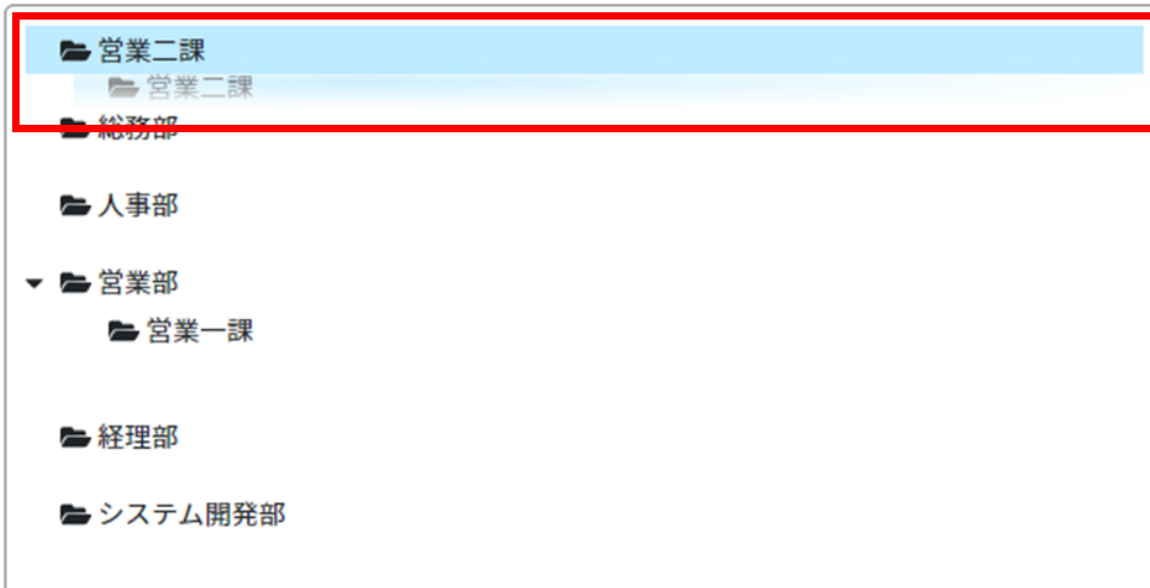 営業二課
営業二課
総務部
人事部
営業部
営業一課
経理部
システム開発部